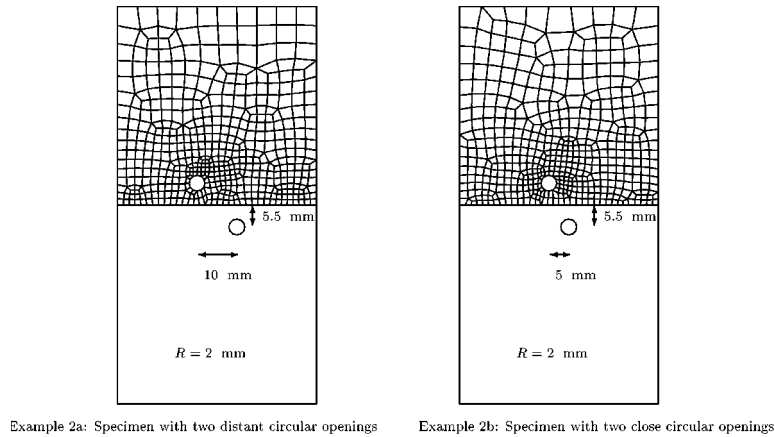 5.5 mm
10 mm
R = 2 mm
Example 2a: Specimen with two distant circular openings
5.5 mm
5 mm
R = 2 mm
Example 2b: Specimen with two close circular openings